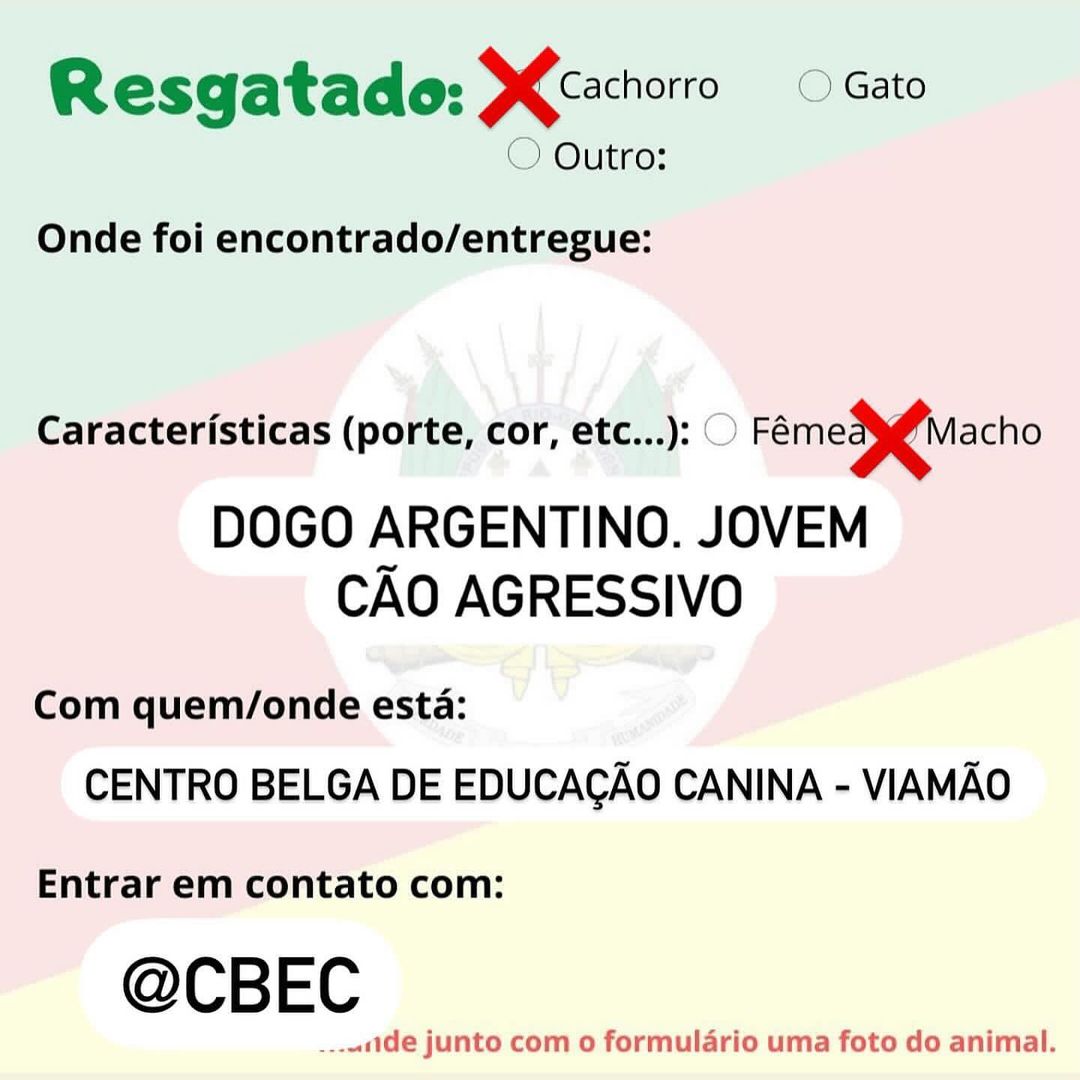 Resgatado: Cachorro Gato
Outro:
Onde foi encontrado/entregue:
Características (porte, cor, etc...): Fêmea Macho
DOGO ARGENTINO. JOVEM
CÃO AGRESSIVO
Com quem/onde está:
HUMANIDADE
CENTRO BELGA DE EDUCAÇÃO CANINA - VIAMÃO
Entrar em contato com:
@CBEC
junto com o formulário uma foto do animal.